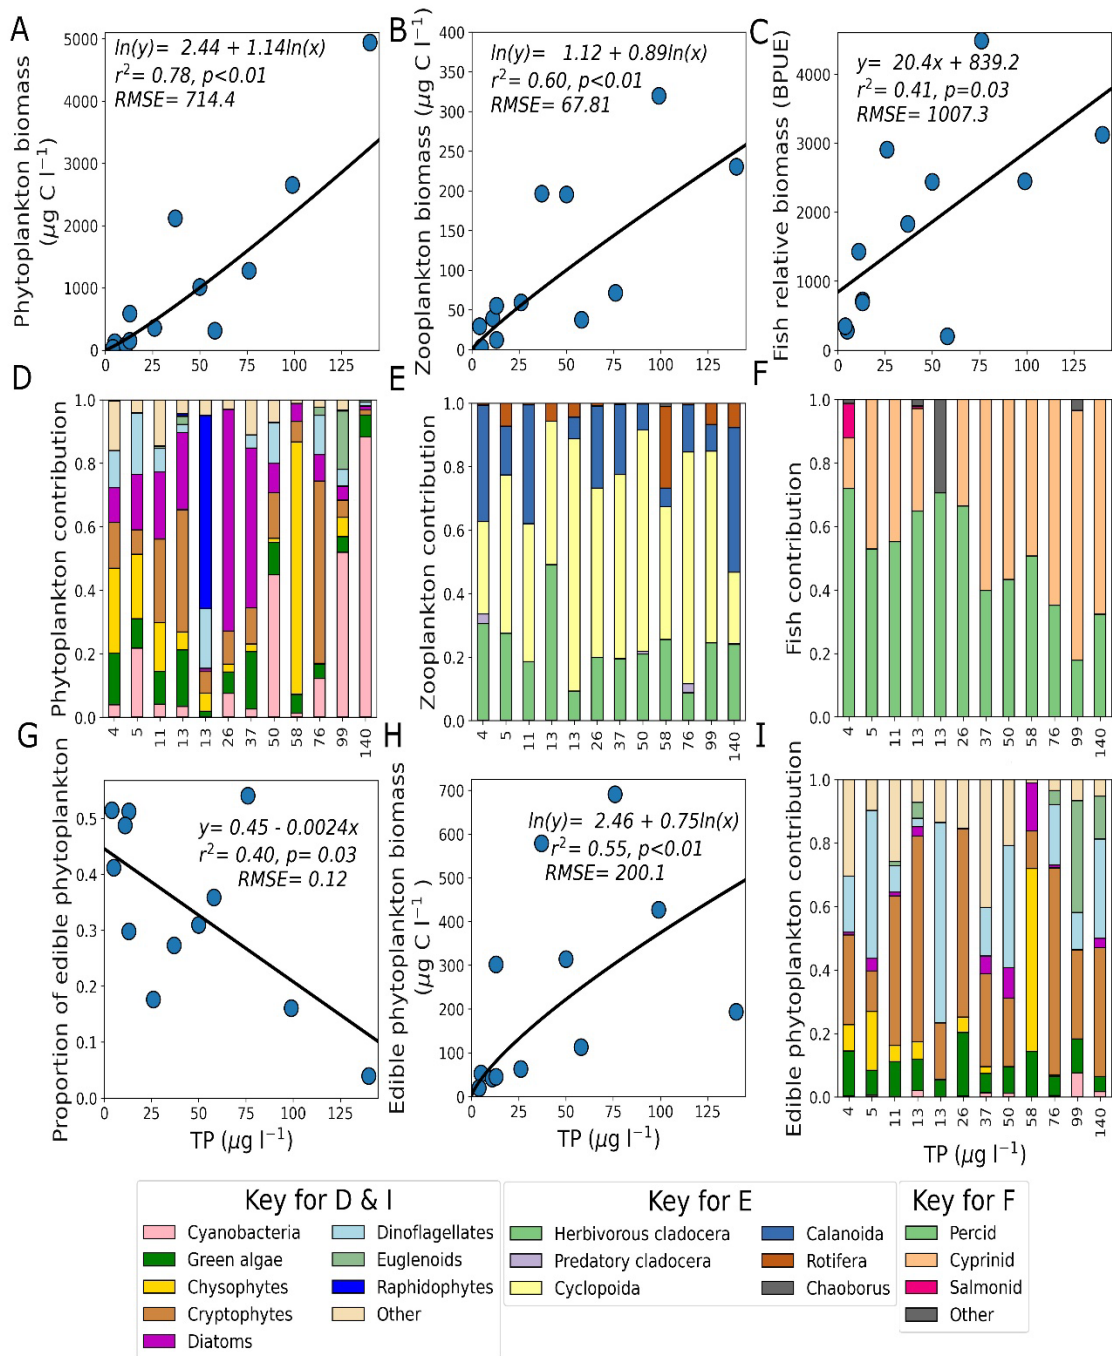 A
Phytoplankton biomass
(µg C l⁻¹)
ln(y)= 2.44 + 1.14ln(x)
r²= 0.78, p<0.01
RMSE= 714.4
5000
4000
3000
2000
1000
0
0 25 50 75 100 125
B
Zooplankton biomass (µg C l⁻¹)
ln(y)= 1.12 + 0.89ln(x)
r²= 0.60, p<0.01
RMSE= 67.81
400
350
300
250
200
150
100
50
0
0 25 50 75 100 125
C
Fish relative biomass (BPUE)
y= 20.4x + 839.2
r²= 0.41, p=0.03
RMSE= 1007.3
4000
3000
2000
1000
0
0 25 50 75 100 125
D
Phytoplankton contribution
1.0
0.8
0.6
0.4
0.2
0.0
4 5 11 13 13 26 37 50 58 76 99 140
E
Zooplankton contribution
1.0
0.8
0.6
0.4
0.2
0.0
4 5 11 13 13 26 37 50 58 76 99 140
F
Fish contribution
1.0
0.8
0.6
0.4
0.2
0.0
4 5 11 13 13 26 37 50 58 76 99 140
G
Proportion of edible phytoplankton
y= 0.45 - 0.0024x
r²= 0.40, p= 0.03
RMSE= 0.12
0.5
0.4
0.3
0.2
0.1
0.0
0 25 50 75 100 125
TP (µg l⁻¹)
H
Edible phytoplankton biomass
(µg C l⁻¹)
ln(y)= 2.46 + 0.75ln(x)
r²= 0.55, p<0.01
RMSE= 200.1
700
600
500
400
300
200
100
0
0 25 50 75 100 125
TP (µg l⁻¹)
I
Edible phytoplankton contribution
1.0
0.8
0.6
0.4
0.2
0.0
4 5 11 13 13 26 37 50 58 76 99 140
TP (µg l⁻¹)
Key for D & I
Cyanobacteria
Green algae
Chysophytes
Cryptophytes
Diatoms
Dinoflagellates
Euglenoids
Raphidophytes
Other
Key for E
Herbivorous cladocera
Predatory cladocera
Cyclopoida
Calanoida
Rotifera
Chaoborus
Key for F
Percid
Cyprinid
Salmonid
Other